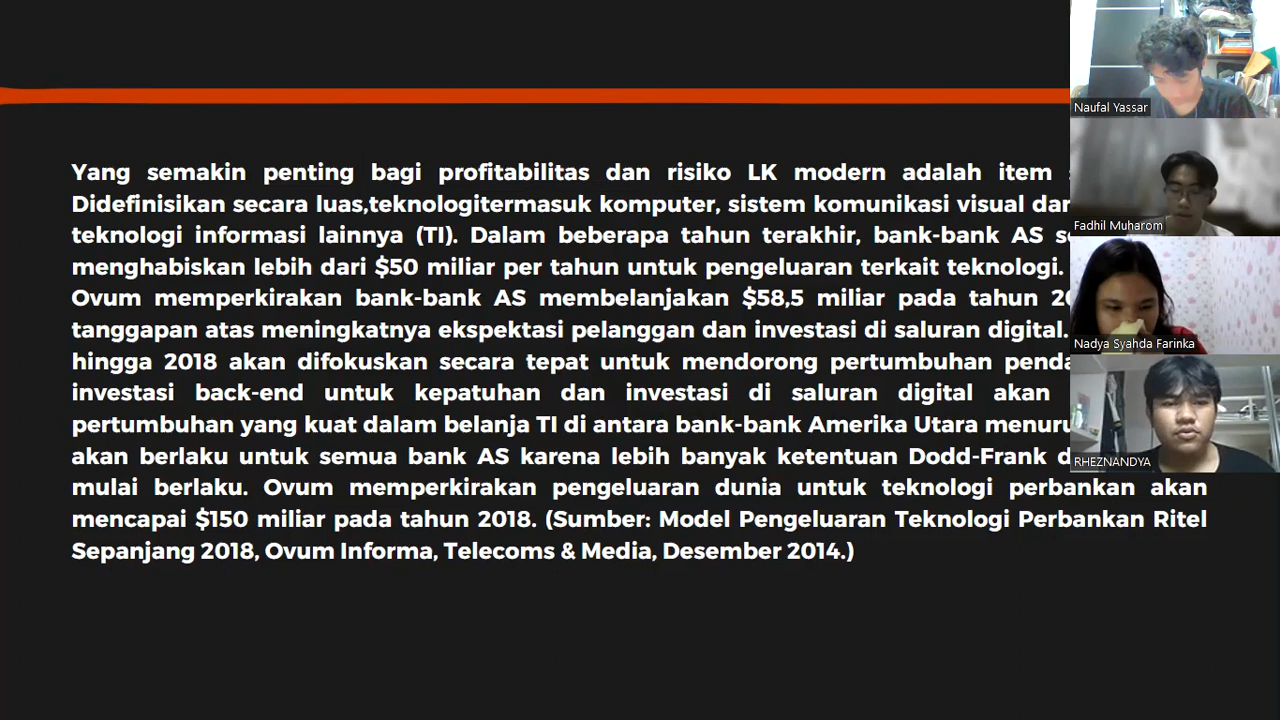 Yang semakin penting bagi profitabilitas dan risiko LK modern adalah item
Didefinisikan secara luas,teknologitermasuk komputer, sistem komunikasi visual
teknologi informasi lainnya (TI). Dalam beberapa tahun terakhir, bank-bank AS
menghabiskan lebih dari $50 miliar per tahun untuk pengeluaran terkait teknologi.
Ovum memperkirakan bank-bank AS membelanjakan $58,5 miliar pada tahun
tanggapan atas meningkatnya ekspektasi pelanggan dan investasi di saluran digital.
hingga 2018 akan difokuskan secara tepat untuk mendorong pertumbuhan
investasi back-end untuk kepatuhan dan investasi di saluran digital akan
pertumbuhan yang kuat dalam belanja TI di antara bank-bank Amerika Utara
akan berlaku untuk semua bank AS karena lebih banyak ketentuan Dodd-Frank
mulai berlaku. Ovum memperkirakan pengeluaran dunia untuk teknologi perbankan akan
mencapai $150 miliar pada tahun 2018. (Sumber: Model Pengeluaran Teknologi Perbankan Ritel
Sepanjang 2018, Ovum Informa, Telecoms & Media, Desember 2014.)
Naufal Yassar
Fadhil Muharom
Nadya Syahda Farinka
RHEZNANDYA